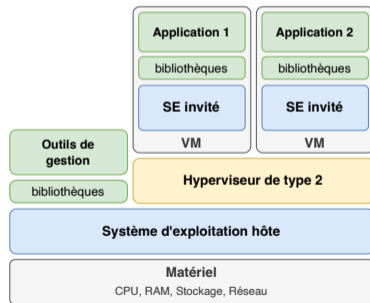 Application 1
Application 2
bibliothèques
bibliothèques
SE invité
SE invité
VM
VM
Outils de
gestion
bibliothèques
Hyperviseur de type 2
Système d'exploitation hôte
Matériel
CPU, RAM, Stockage, Réseau